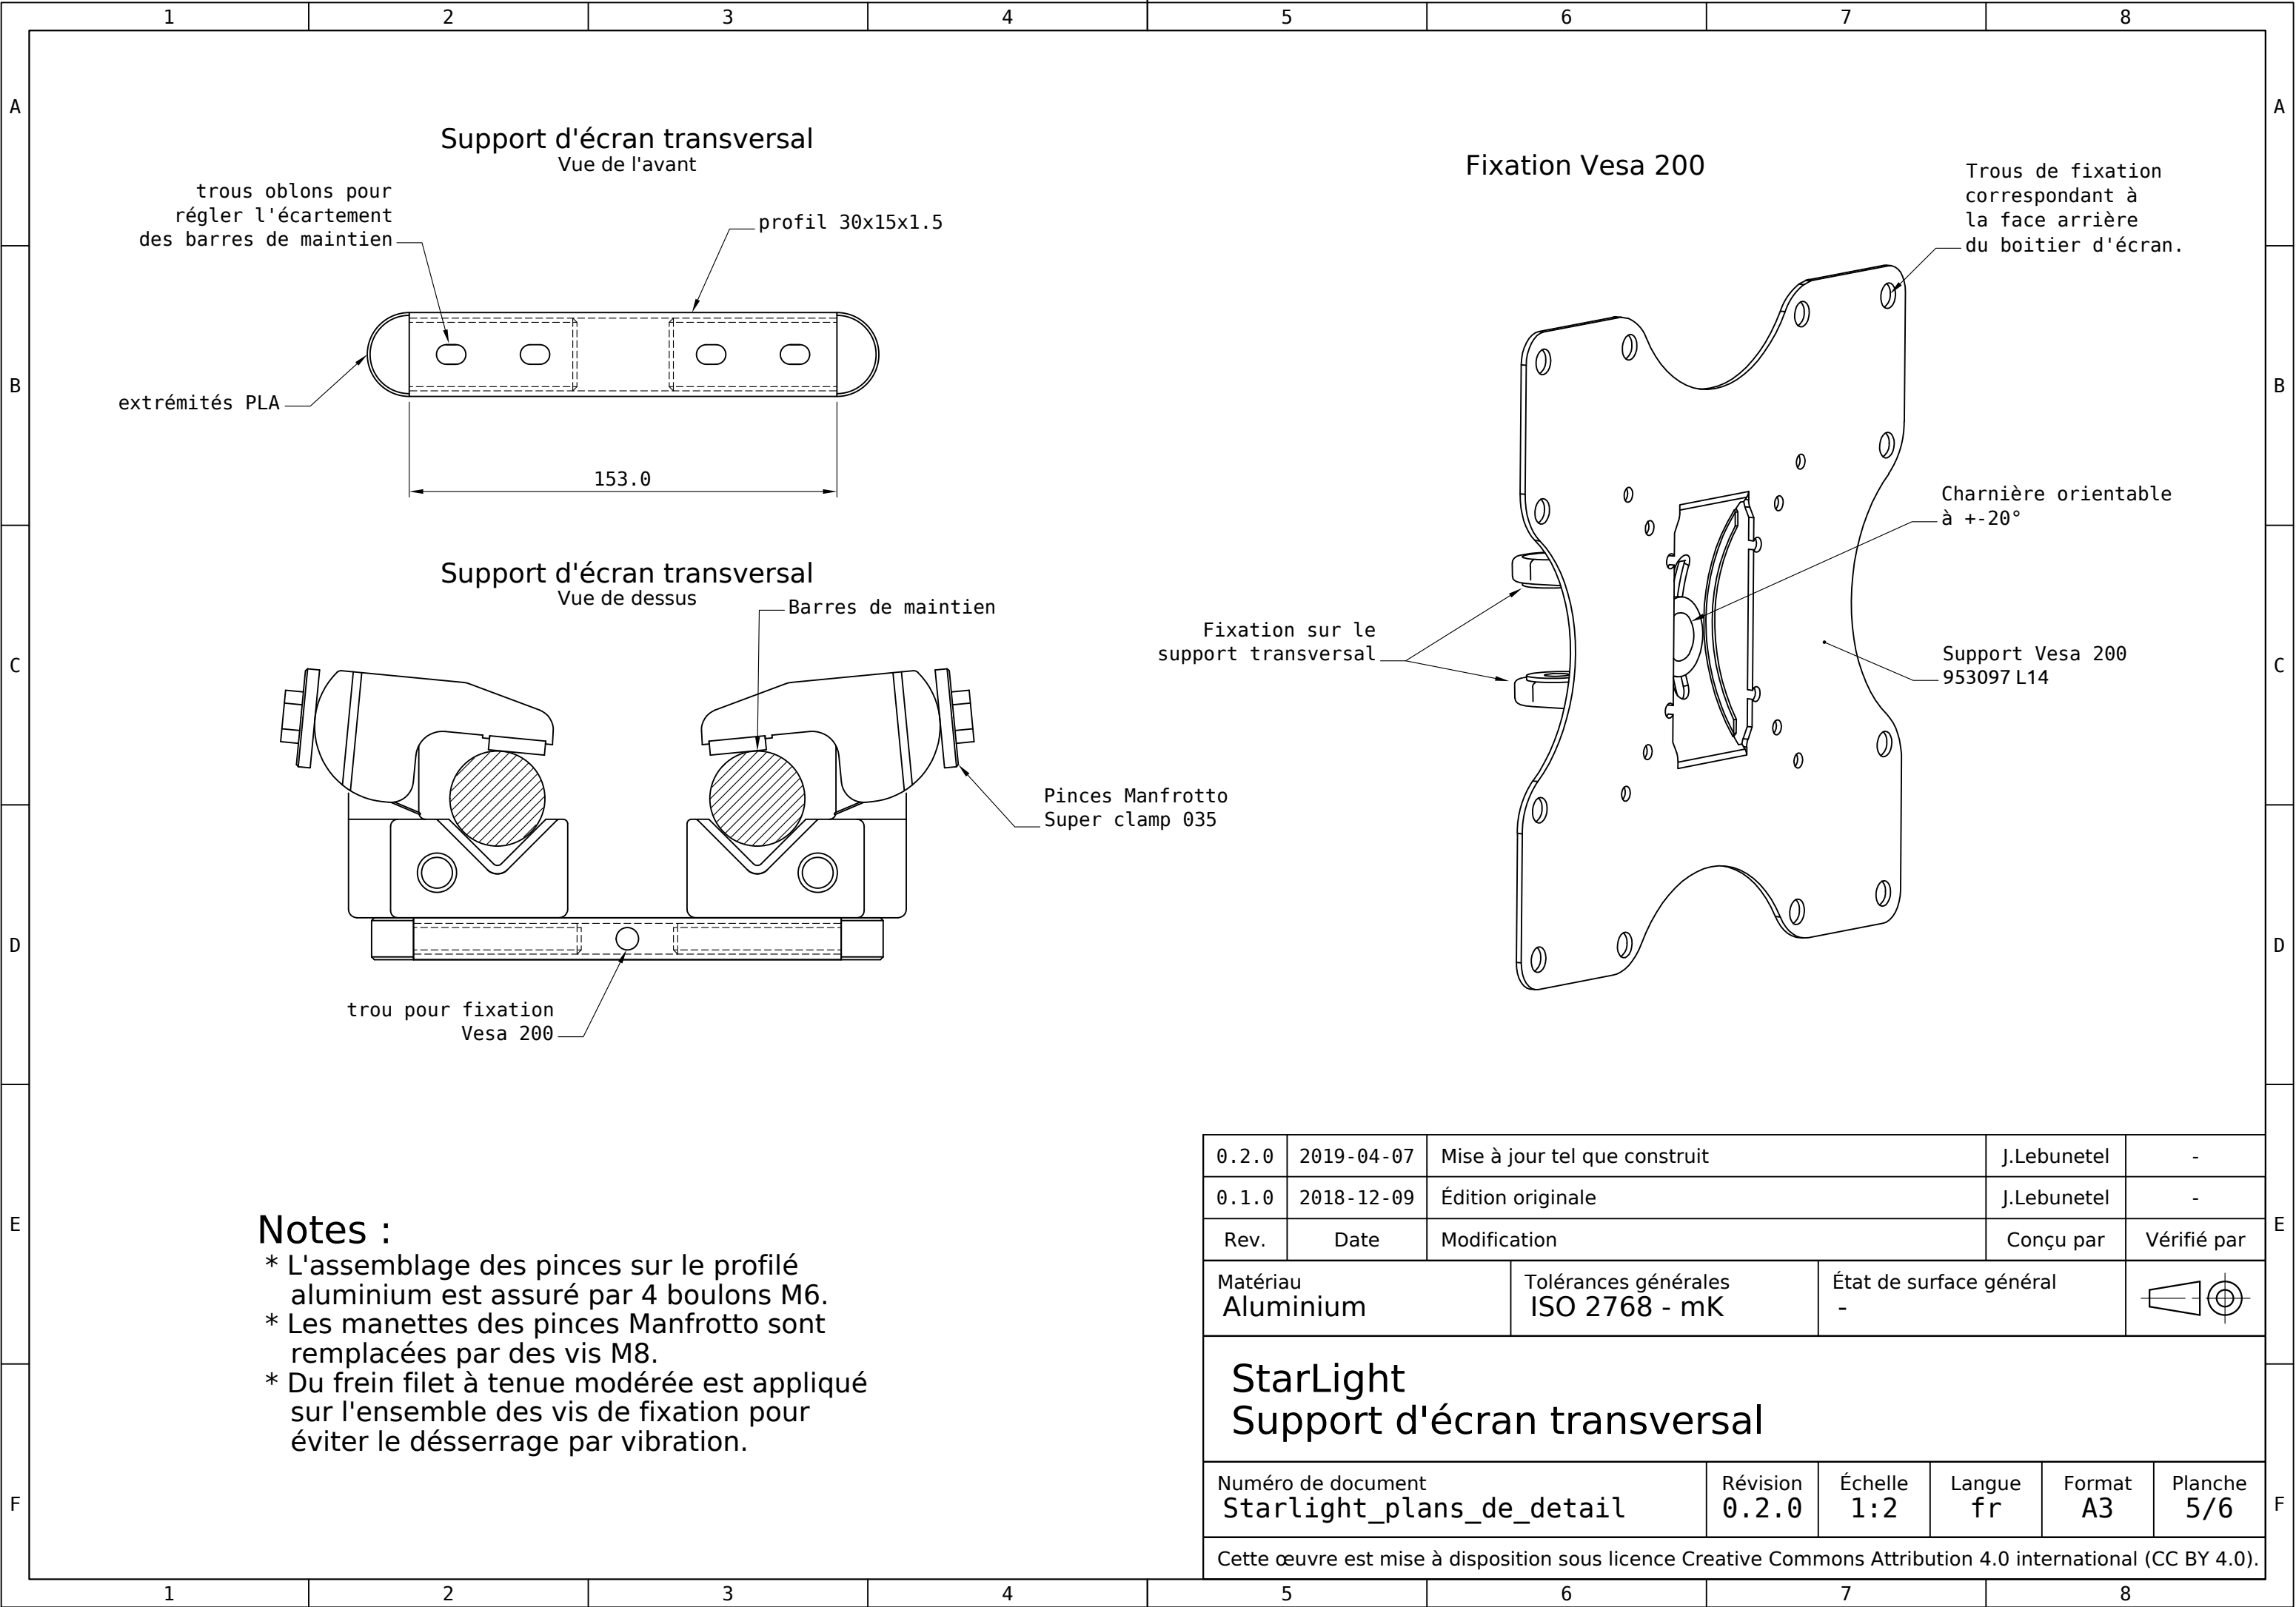 1 2 3 4 5 6 7 8
A A
B B
C C
D D
E E
F F
Support d'écran transversal
Vue de l'avant
trous oblons pour
régler l'écartement
des barres de maintien
profil 30x15x1.5
extrémités PLA
153.0
Support d'écran transversal
Vue de dessus
Barres de maintien
Pinces Manfrotto
Super clamp 035
trou pour fixation
Vesa 200
Fixation Vesa 200
Trous de fixation
correspondant à
la face arrière
du boitier d'écran.
Charnière orientable
à +-20°
Fixation sur le
support transversal
Support Vesa 200
953097 L14
Notes :
* L'assemblage des pinces sur le profilé
aluminium est assuré par 4 boulons M6.
* Les manettes des pinces Manfrotto sont
remplacées par des vis M8.
* Du frein filet à tenue modérée est appliqué
sur l'ensemble des vis de fixation pour
éviter le désserrage par vibration.
0.2.0 2019-04-07 Mise à jour tel que construit J.Lebunetel -
0.1.0 2018-12-09 Édition originale J.Lebunetel -
Rev. Date Modification Conçu par Vérifié par
Matériau Tolérances générales État de surface général
Aluminium ISO 2768 - mK -
StarLight
Support d'écran transversal
Numéro de document Révision Échelle Langue Format Planche
Starlight_plans_de_detail 0.2.0 1:2 fr A3 5/6
Cette œuvre est mise à disposition sous licence Creative Commons Attribution 4.0 international (CC BY 4.0).
1 2 3 4 5 6 7 8